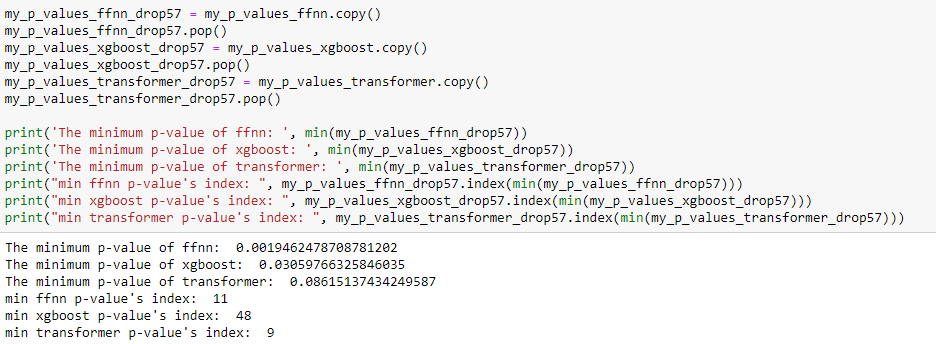 my_p_values_ffnn_drop57 = my_p_values_ffnn.copy()
my_p_values_ffnn_drop57.pop()
my_p_values_xgboost_drop57 = my_p_values_xgboost.copy()
my_p_values_xgboost_drop57.pop()
my_p_values_transformer_drop57 = my_p_values_transformer.copy()
my_p_values_transformer_drop57.pop()
print('The minimum p-value of ffnn: ', min(my_p_values_ffnn_drop57))
print('The minimum p-value of xgboost: ', min(my_p_values_xgboost_drop57))
print('The minimum p-value of transformer: ', min(my_p_values_transformer_drop57))
print("min ffnn p-value's index: ", my_p_values_ffnn_drop57.index(min(my_p_values_ffnn_drop57)))
print("min xgboost p-value's index: ", my_p_values_xgboost_drop57.index(min(my_p_values_xgboost_drop57)))
print("min transformer p-value's index: ", my_p_values_transformer_drop57.index(min(my_p_values_transformer_drop57)))
The minimum p-value of ffnn:  0.0019462478708781202
The minimum p-value of xgboost:  0.03059766325846035
The minimum p-value of transformer:  0.08615137434249587
min ffnn p-value's index:  11
min xgboost p-value's index:  48
min transformer p-value's index:  9